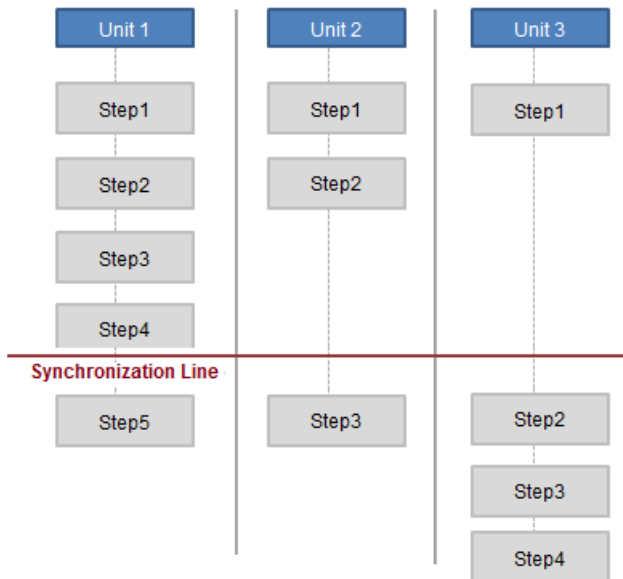 Unit 1
Unit 2
Unit 3
Step1
Step1
Step1
Step2
Step2
Step3
Step4
Synchronization Line
Step5
Step3
Step2
Step3
Step4